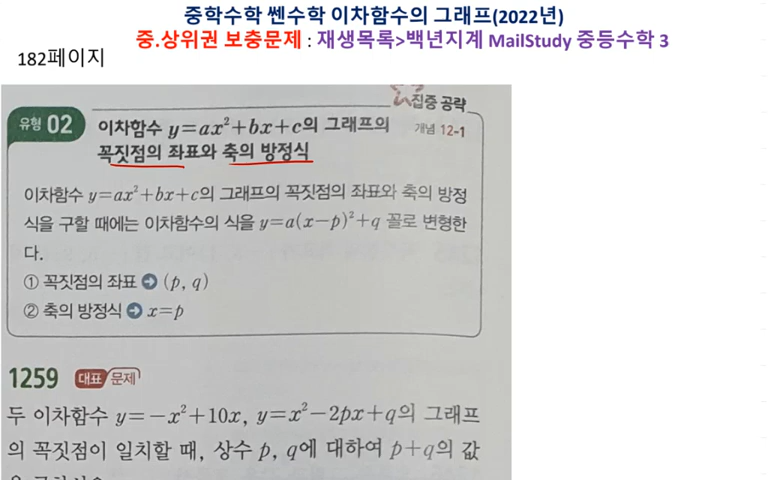 중학수학 쎈수학 이차함수의 그래프(2022년)
중.상위권 보충문제 : 재생목록>백년지계 MailStudy 중등수학 3
182페이지
집중 공략
유형 02 이차함수 y=ax²+bx+c의 그래프의 개념 12-1
꼭짓점의 좌표와 축의 방정식
이차함수 y=ax²+bx+c의 그래프의 꼭짓점의 좌표와 축의 방정
식을 구할 때에는 이차함수의 식을 y=a(x-p)²+q 꼴로 변형한
다.
① 꼭짓점의 좌표 ➔ (p, q)
② 축의 방정식 ➔ x=p
1259 대표 문제
두 이차함수 y=-x²+10x, y=x²-2px+q의 그래프
의 꼭짓점이 일치할 때, 상수 p, q에 대하여 p+q의 값